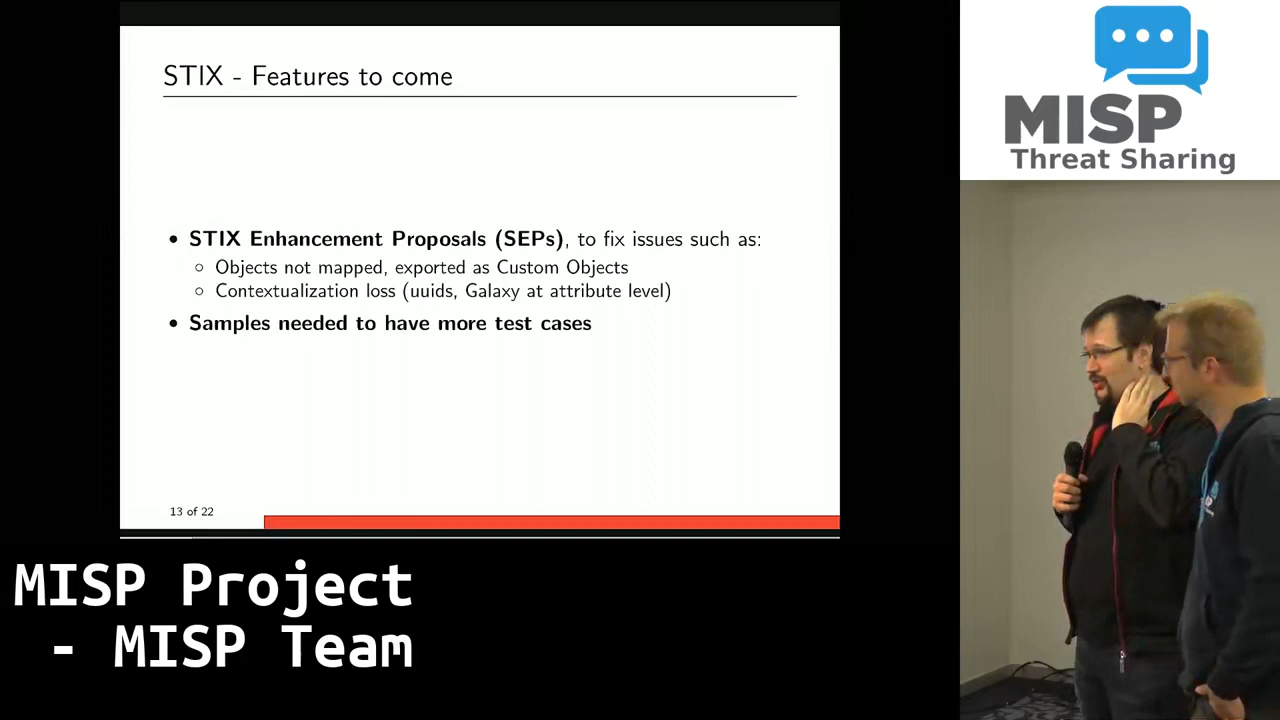 STIX - Features to come
• STIX Enhancement Proposals (SEPs), to fix issues such as:
◦ Objects not mapped, exported as Custom Objects
◦ Contextualization loss (uuids, Galaxy at attribute level)
• Samples needed to have more test cases
13 of 22
MISP
Threat Sharing
MISP Project
- MISP Team